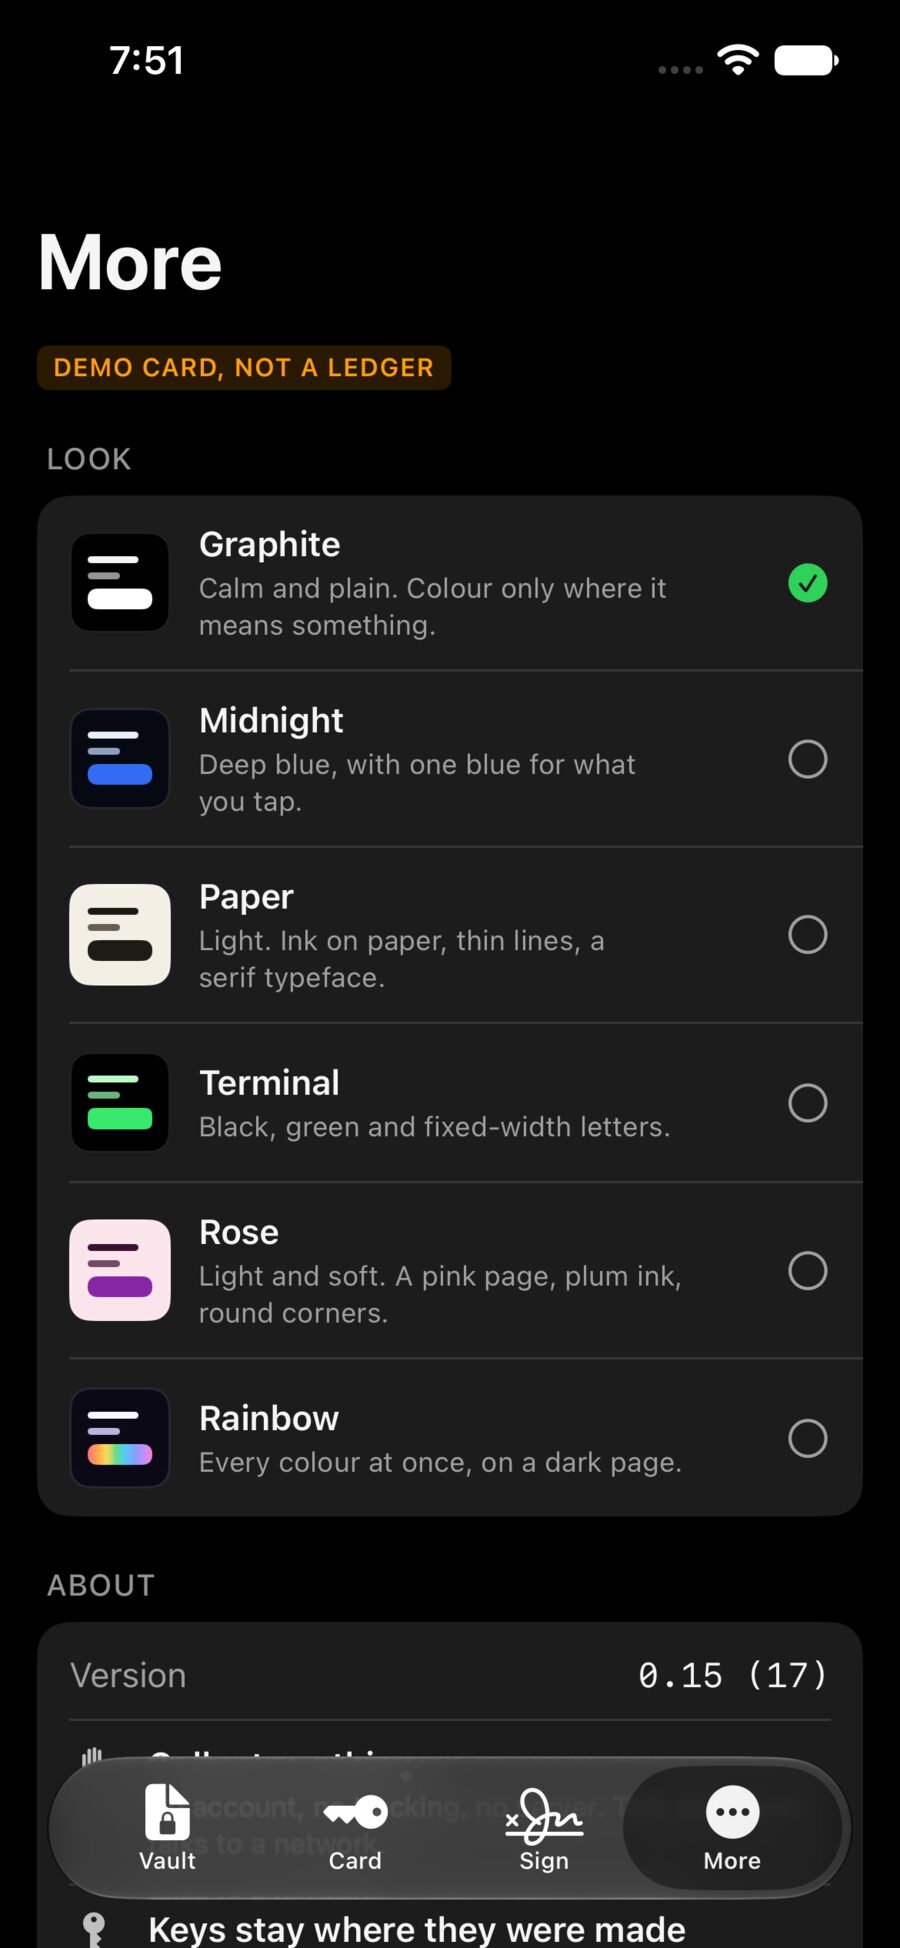 7:51
More
DEMO CARD, NOT A LEDGER
LOOK
Graphite
Calm and plain. Colour only where it
means something.
Midnight
Deep blue, with one blue for what
you tap.
Paper
Light. Ink on paper, thin lines, a
serif typeface.
Terminal
Black, green and fixed-width letters.
Rose
Light and soft. A pink page, plum ink,
round corners.
Rainbow
Every colour at once, on a dark page.
ABOUT
Version 0.15 (17)
account,
to a network
Vault Card Sign More
Keys stay where they were made